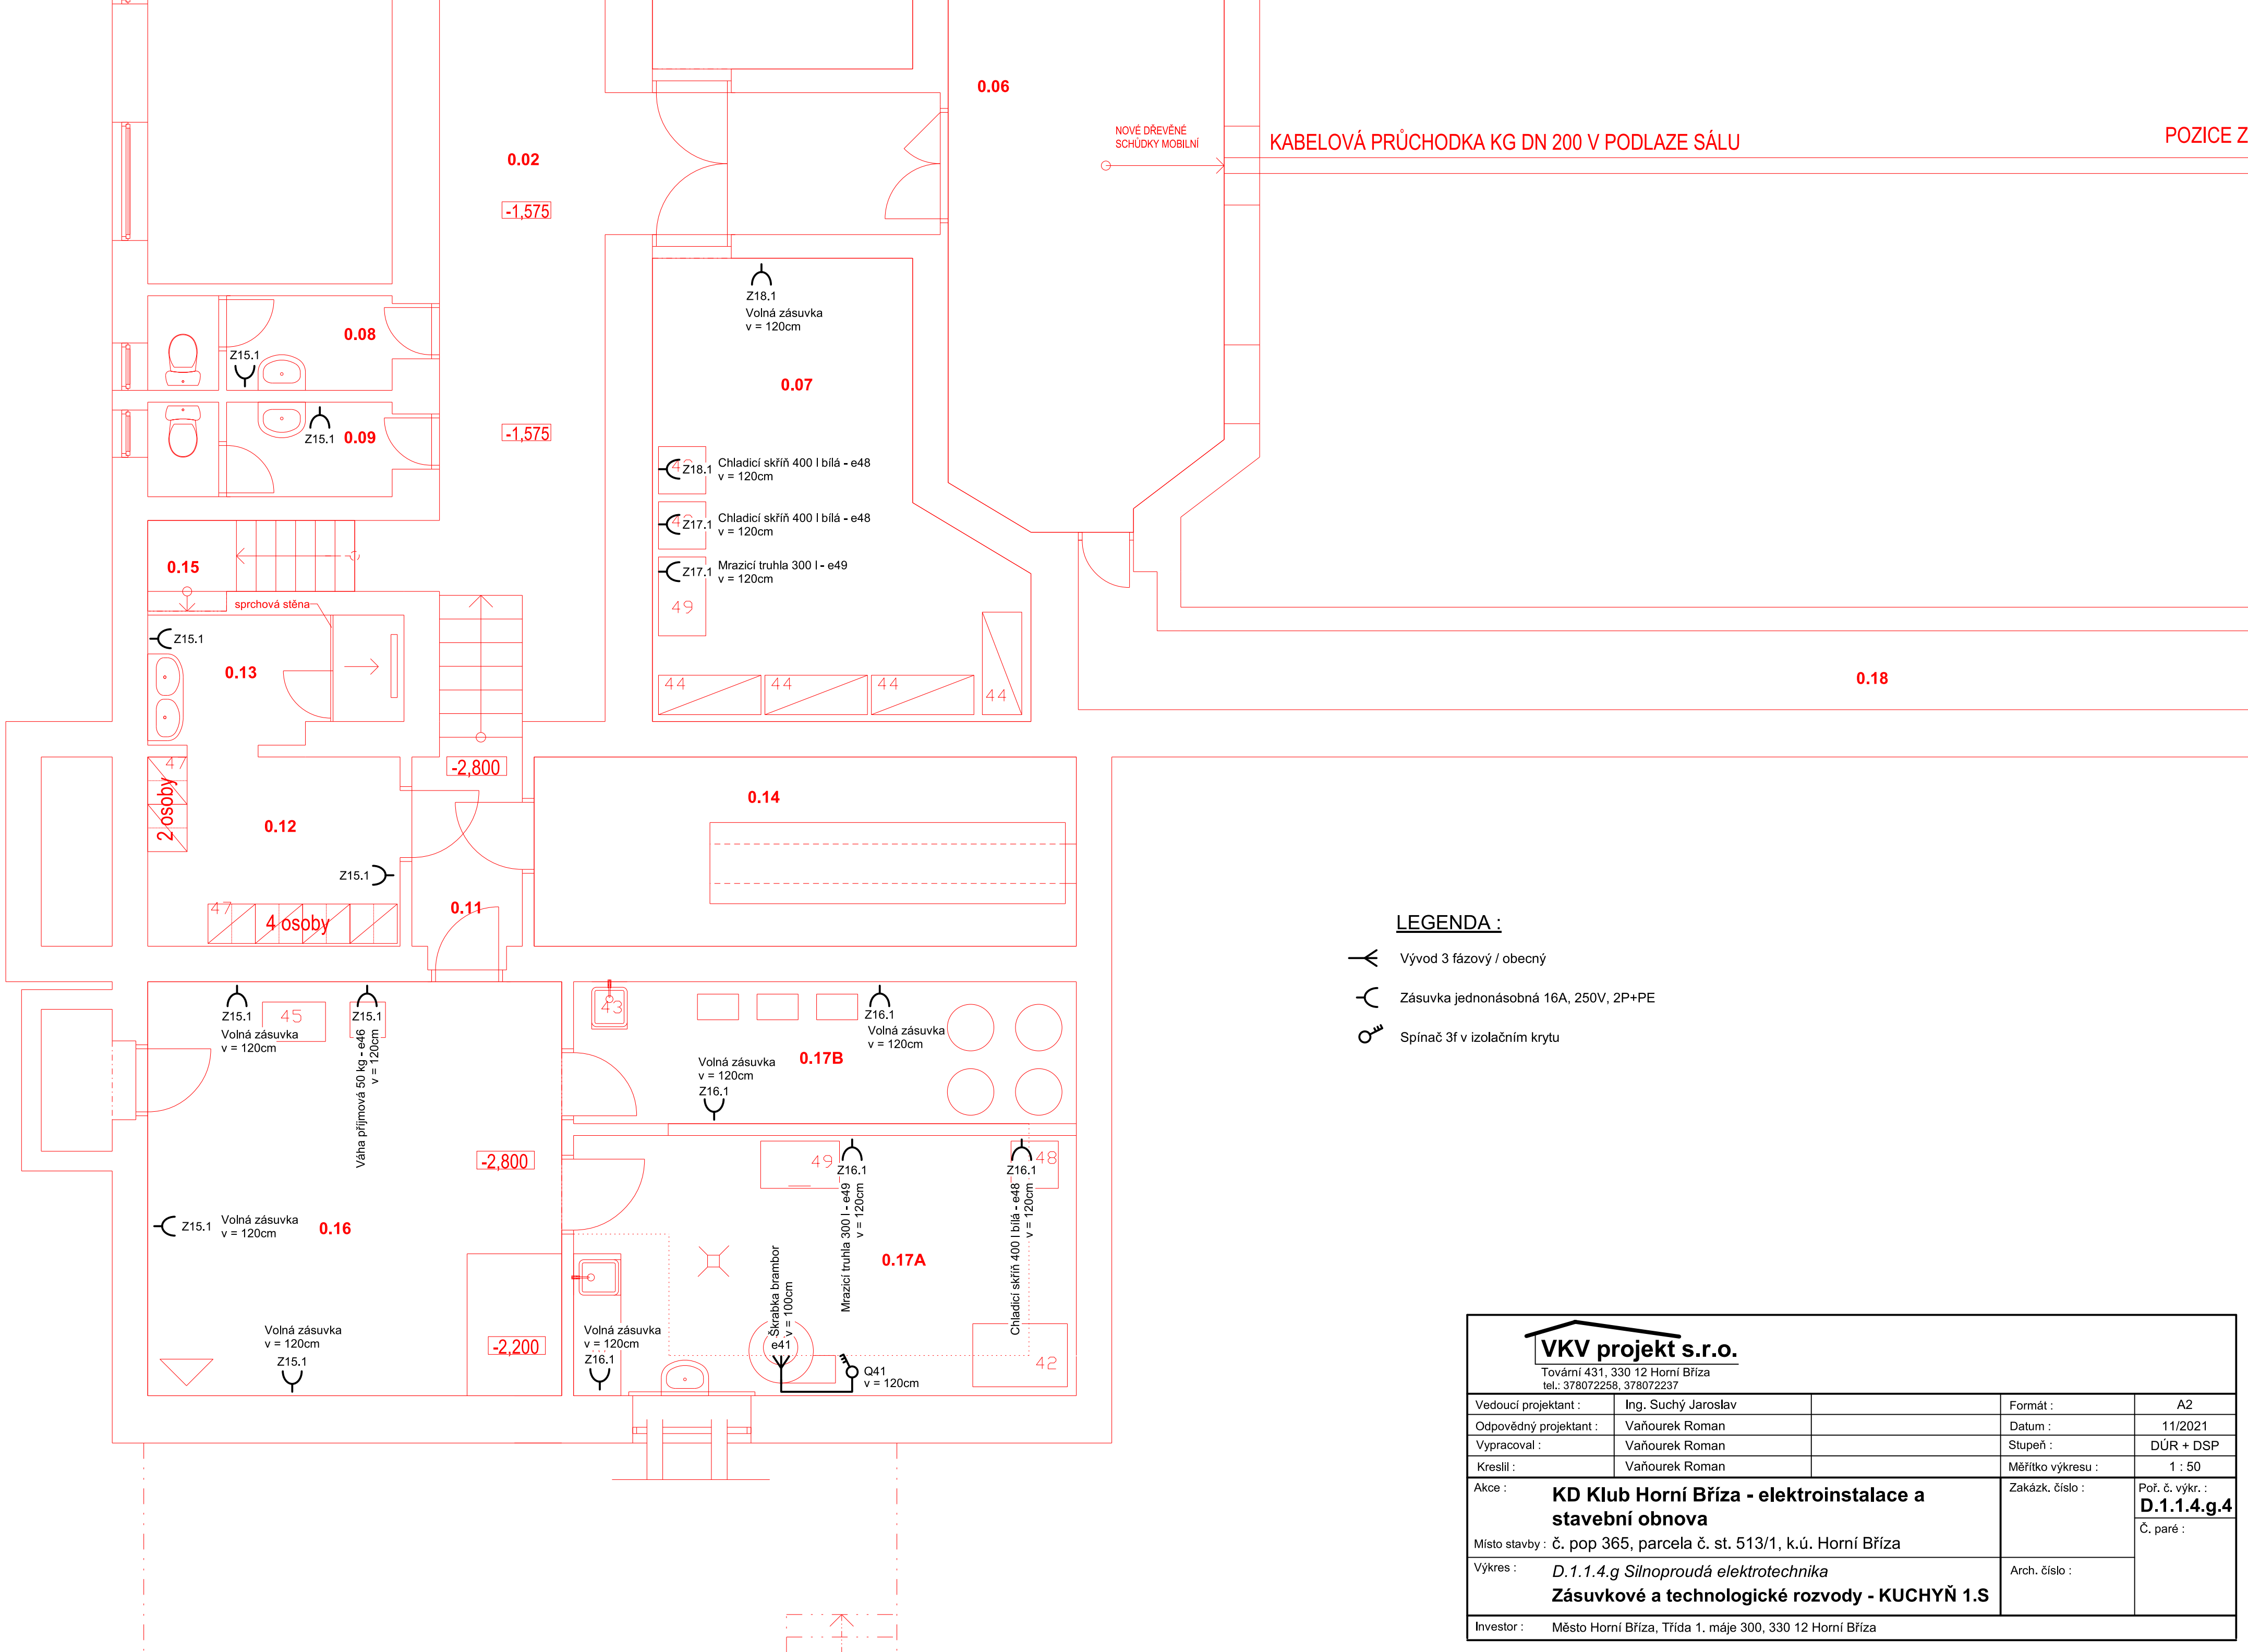 0.06
NOVÉ DŘEVĚNÉ
SCHŮDKY MOBILNÍ
KABELOVÁ PRŮCHODKA KG DN 200 V PODLAZE SÁLU
POZICE Z
0.02
-1,575
Z18.1
Volná zásuvka
v = 120cm
0.08
Z15.1
0.07
Z15.1
0.09
-1,575
Z18.1
Chladicí skříň 400 l bílá - e48
v = 120cm
Z17.1
Chladicí skříň 400 l bílá - e48
v = 120cm
Z17.1
Mrazicí truhla 300 l - e49
v = 120cm
49
0.15
sprchová stěna
Z15.1
0.13
44
44
44
44
0.18
47
2 osoby
-2,800
0.14
0.12
Z15.1
47
4 osoby
0.11
LEGENDA :
Vývod 3 fázový / obecný
Zásuvka jednonásobná 16A, 250V, 2P+PE
Spínač 3f v izolačním krytu
Z15.1
Volná zásuvka
v = 120cm
45
Z15.1
Váha příjmová 50 kg - e46
v = 120cm
43
Z16.1
Volná zásuvka
v = 120cm
0.17B
Volná zásuvka
v = 120cm
Z16.1
-2,800
49
Z16.1
Mrazicí truhla 300 l - e49
v = 120cm
48
Z16.1
Chladicí skříň 400 l bílá - e48
v = 120cm
Z15.1
Volná zásuvka
v = 120cm
0.16
0.17A
Škrabka brambor
v = 100cm
e41
Volná zásuvka
v = 120cm
Z15.1
-2,200
Volná zásuvka
v = 120cm
Z16.1
Q41
v = 120cm
42
VKV projekt s.r.o.
Tovární 431, 330 12 Horní Bříza
tel.: 378072258, 378072237
Vedoucí projektant : Ing. Suchý Jaroslav Formát : A2
Odpovědný projektant : Vaňourek Roman Datum : 11/2021
Vypracoval : Vaňourek Roman Stupeň : DÚR + DSP
Kreslil : Vaňourek Roman Měřítko výkresu : 1 : 50
Akce : KD Klub Horní Bříza - elektroinstalace a
stavební obnova
Zakázk. číslo :
Poř. č. výkr. :
D.1.1.4.g.4
Č. paré :
Místo stavby : č. pop 365, parcela č. st. 513/1, k.ú. Horní Bříza
Výkres : D.1.1.4.g Silnoproudá elektrotechnika
Zásuvkové a technologické rozvody - KUCHYŇ 1.S
Arch. číslo :
Investor : Město Horní Bříza, Třída 1. máje 300, 330 12 Horní Bříza